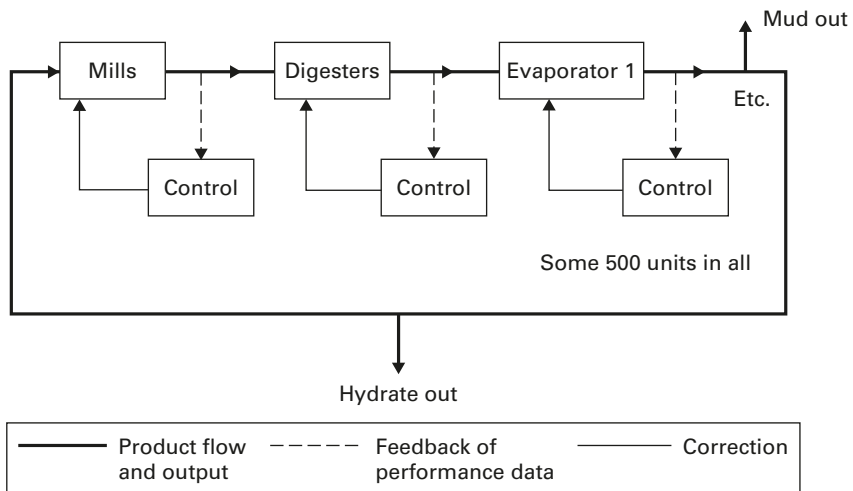 Mud out
Mills
Digesters
Evaporator 1
Etc.
Control
Control
Control
Some 500 units in all
Hydrate out
Product flow
and output
Feedback of
performance data
Correction